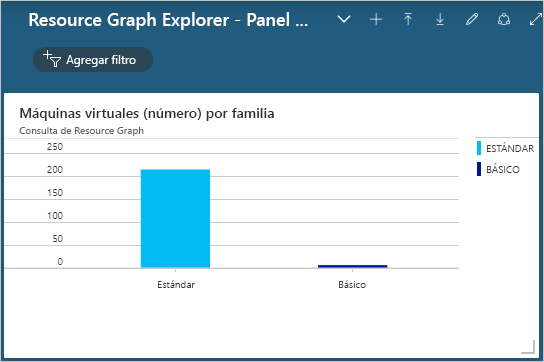 Resource Graph Explorer - Panel ...
Agregar filtro
Máquinas virtuales (número) por familia
Consulta de Resource Graph
250
200
150
100
50
0
Estándar
Básico
ESTÁNDAR
BÁSICO